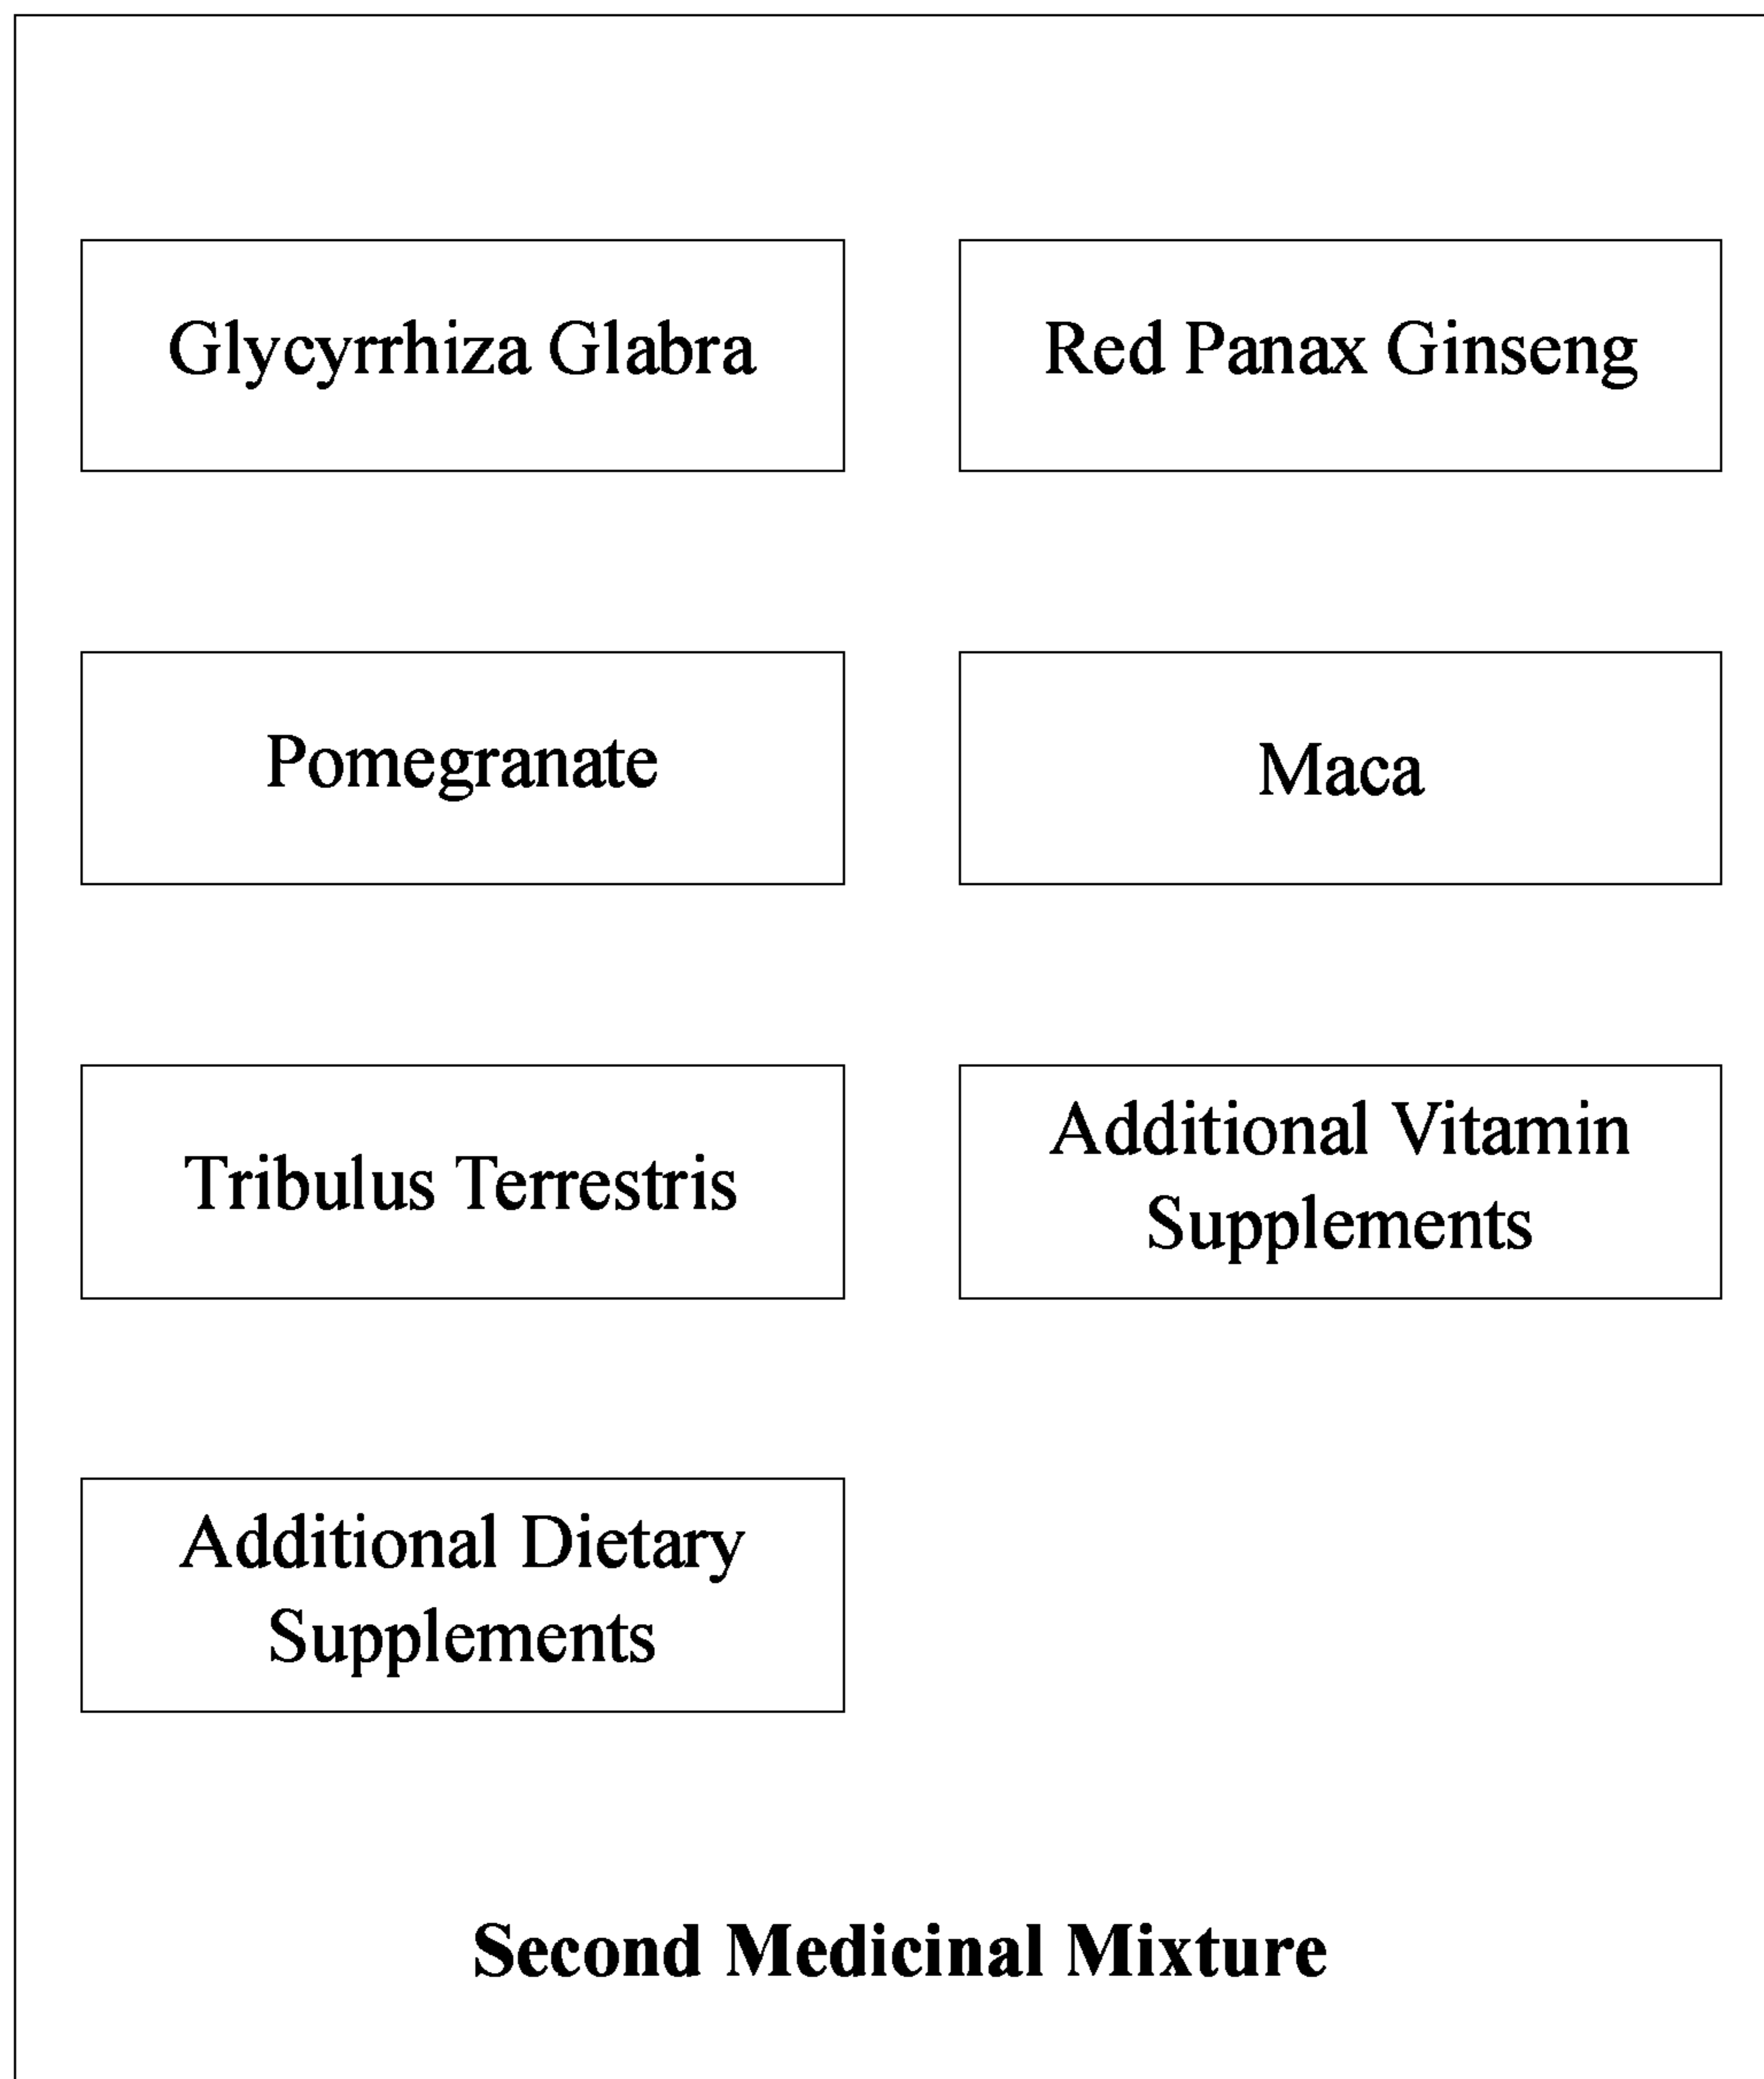 Glycyrrhiza Glabra
Red Panax Ginseng
Pomegranate
Maca
Tribulus Terrestris
Additional Vitamin
Supplements
Additional Dietary
Supplements
Second Medicinal Mixture